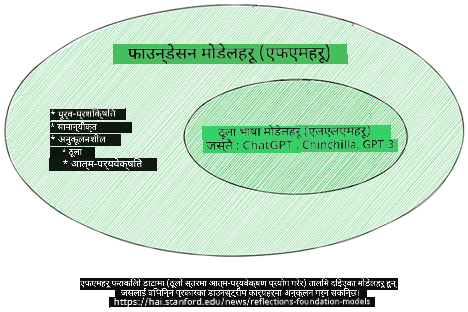 फाउन्डेसन मोडेलहरू (एफएमहरू)
* पूर्व-प्रशिक्षित
* सामान्यीकृत
* अनुकूलनशील
* ठूला
* आत्म-पर्यवेक्षित
ठूला भाषा मोडेलहरू (एलएलएमहरू)
जस्तै : ChatGPT , Chinchilla, GPT-3
एफएमहरू फराकिलो डाटामा (ठूलो स्तरमा आत्म-पर्यवेक्षण प्रयोग गरेर) तालिम दिइएका मोडेलहरू हुन्
जसलाई विभिन्न प्रकारका डाउनस्ट्रीम कार्यहरूमा अनुकूलन गर्न सकिन्छ।
https://hai.stanford.edu/news/reflections-foundation-models